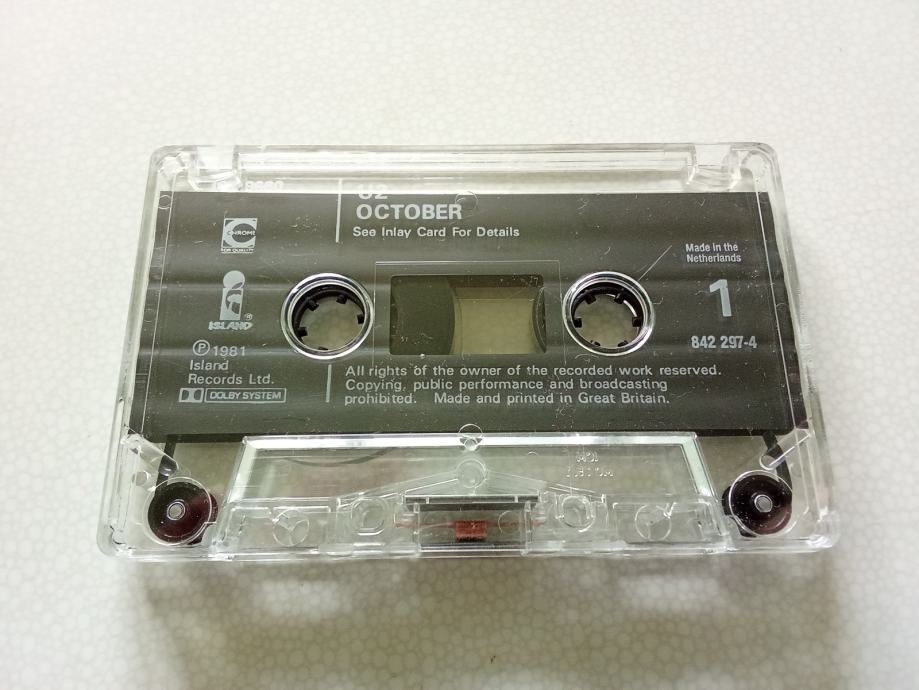 U2
OCTOBER
See Inlay Card For Details
CHROME
FOR QUALITY
Made in the
Netherlands
ISLAND ®
1
842 297-4
Ⓟ 1981
Island
Records Ltd.
DOLBY SYSTEM
All rights of the owner of the recorded work reserved.
Copying, public performance and broadcasting
prohibited. Made and printed in Great Britain.